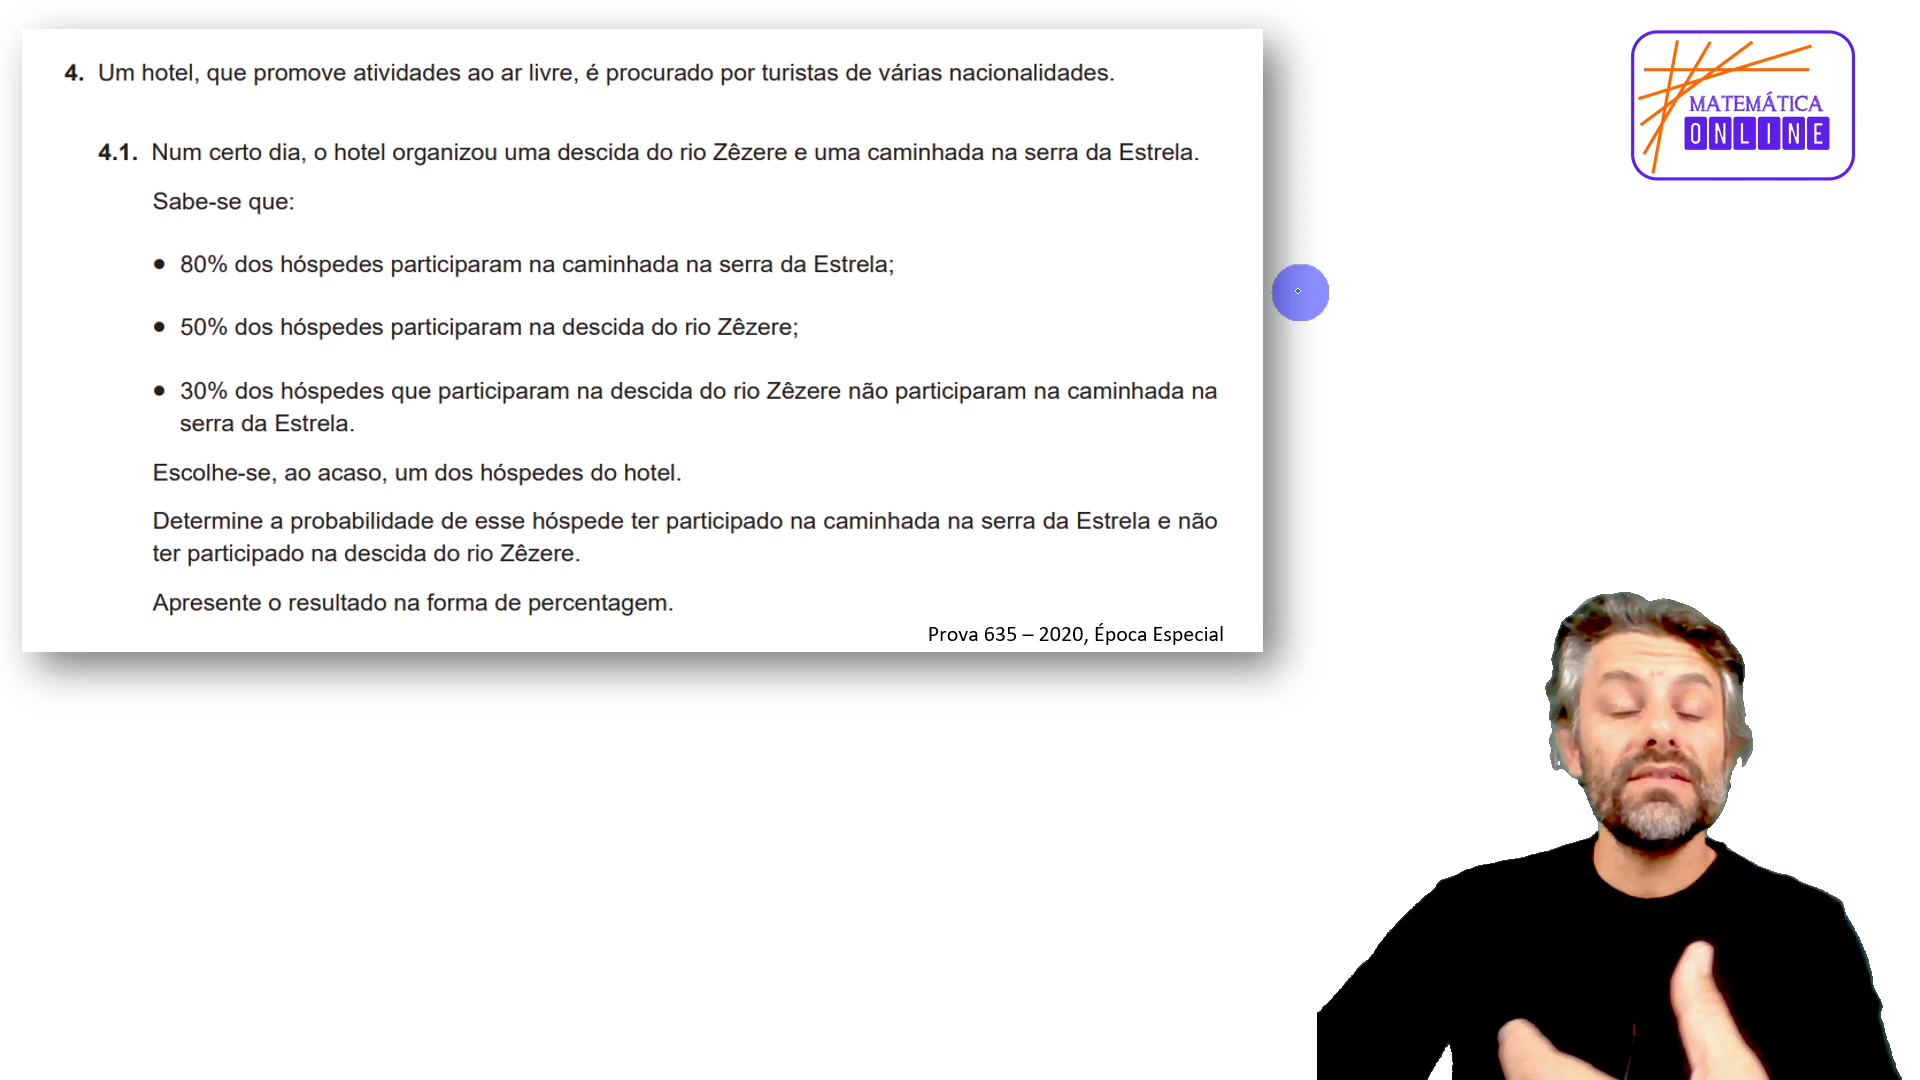 4. Um hotel, que promove atividades ao ar livre, é procurado por turistas de várias nacionalidades.
4.1. Num certo dia, o hotel organizou uma descida do rio Zêzere e uma caminhada na serra da Estrela.
Sabe-se que:
• 80% dos hóspedes participaram na caminhada na serra da Estrela;
• 50% dos hóspedes participaram na descida do rio Zêzere;
• 30% dos hóspedes que participaram na descida do rio Zêzere não participaram na caminhada na
serra da Estrela.
Escolhe-se, ao acaso, um dos hóspedes do hotel.
Determine a probabilidade de esse hóspede ter participado na caminhada na serra da Estrela e não
ter participado na descida do rio Zêzere.
Apresente o resultado na forma de percentagem.
Prova 635 – 2020, Época Especial
MATEMÁTICA
ONLINE